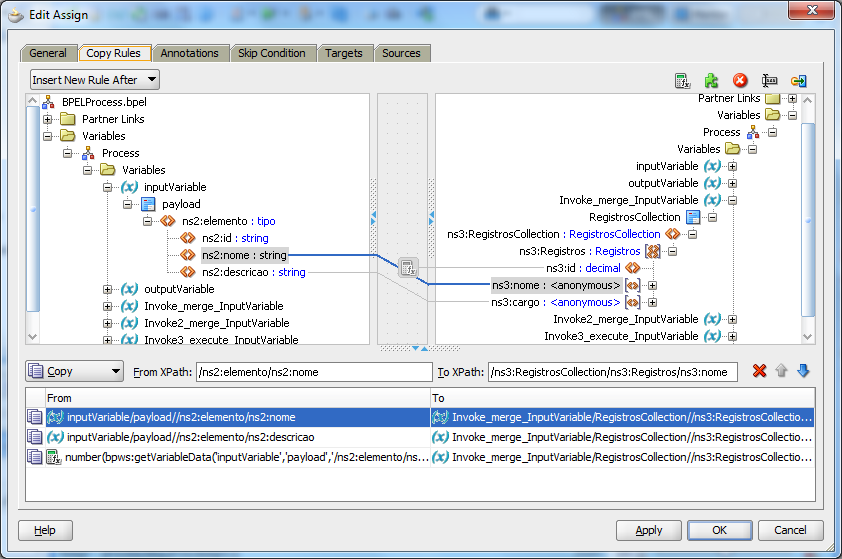 Edit Assign
General
Copy Rules
Annotations
Skip Condition
Targets
Sources
Insert New Rule After
BPELProcess.bpel
Partner Links
Variables
Process
Variables
inputVariable
payload
ns2:elemento : tipo
ns2:id : string
ns2:nome : string
ns2:descricao : string
outputVariable
Invoke_merge_InputVariable
Invoke2_merge_InputVariable
Invoke3_execute_InputVariable
Partner Links
Variables
Process
Variables
inputVariable
outputVariable
Invoke_merge_InputVariable
RegistrosCollection
ns3:RegistrosCollection : RegistrosCollection
ns3:Registros : Registros
ns3:id : decimal
ns3:nome : <anonymous>
ns3:cargo : <anonymous>
Invoke2_merge_InputVariable
Invoke3_execute_InputVariable
Copy
From XPath: /ns2:elemento/ns2:nome
To XPath: /ns3:RegistrosCollection/ns3:Registros/ns3:nome
From To
inputVariable/payload//ns2:elemento/ns2:nome Invoke_merge_InputVariable/RegistrosCollection//ns3:RegistrosCollectio...
inputVariable/payload//ns2:elemento/ns2:descricao Invoke_merge_InputVariable/RegistrosCollection//ns3:RegistrosCollectio...
number(bpws:getVariableData('inputVariable','payload','/ns2:elemento/ns... Invoke_merge_InputVariable/RegistrosCollection//ns3:RegistrosCollectio...
Help
Apply
OK
Cancel